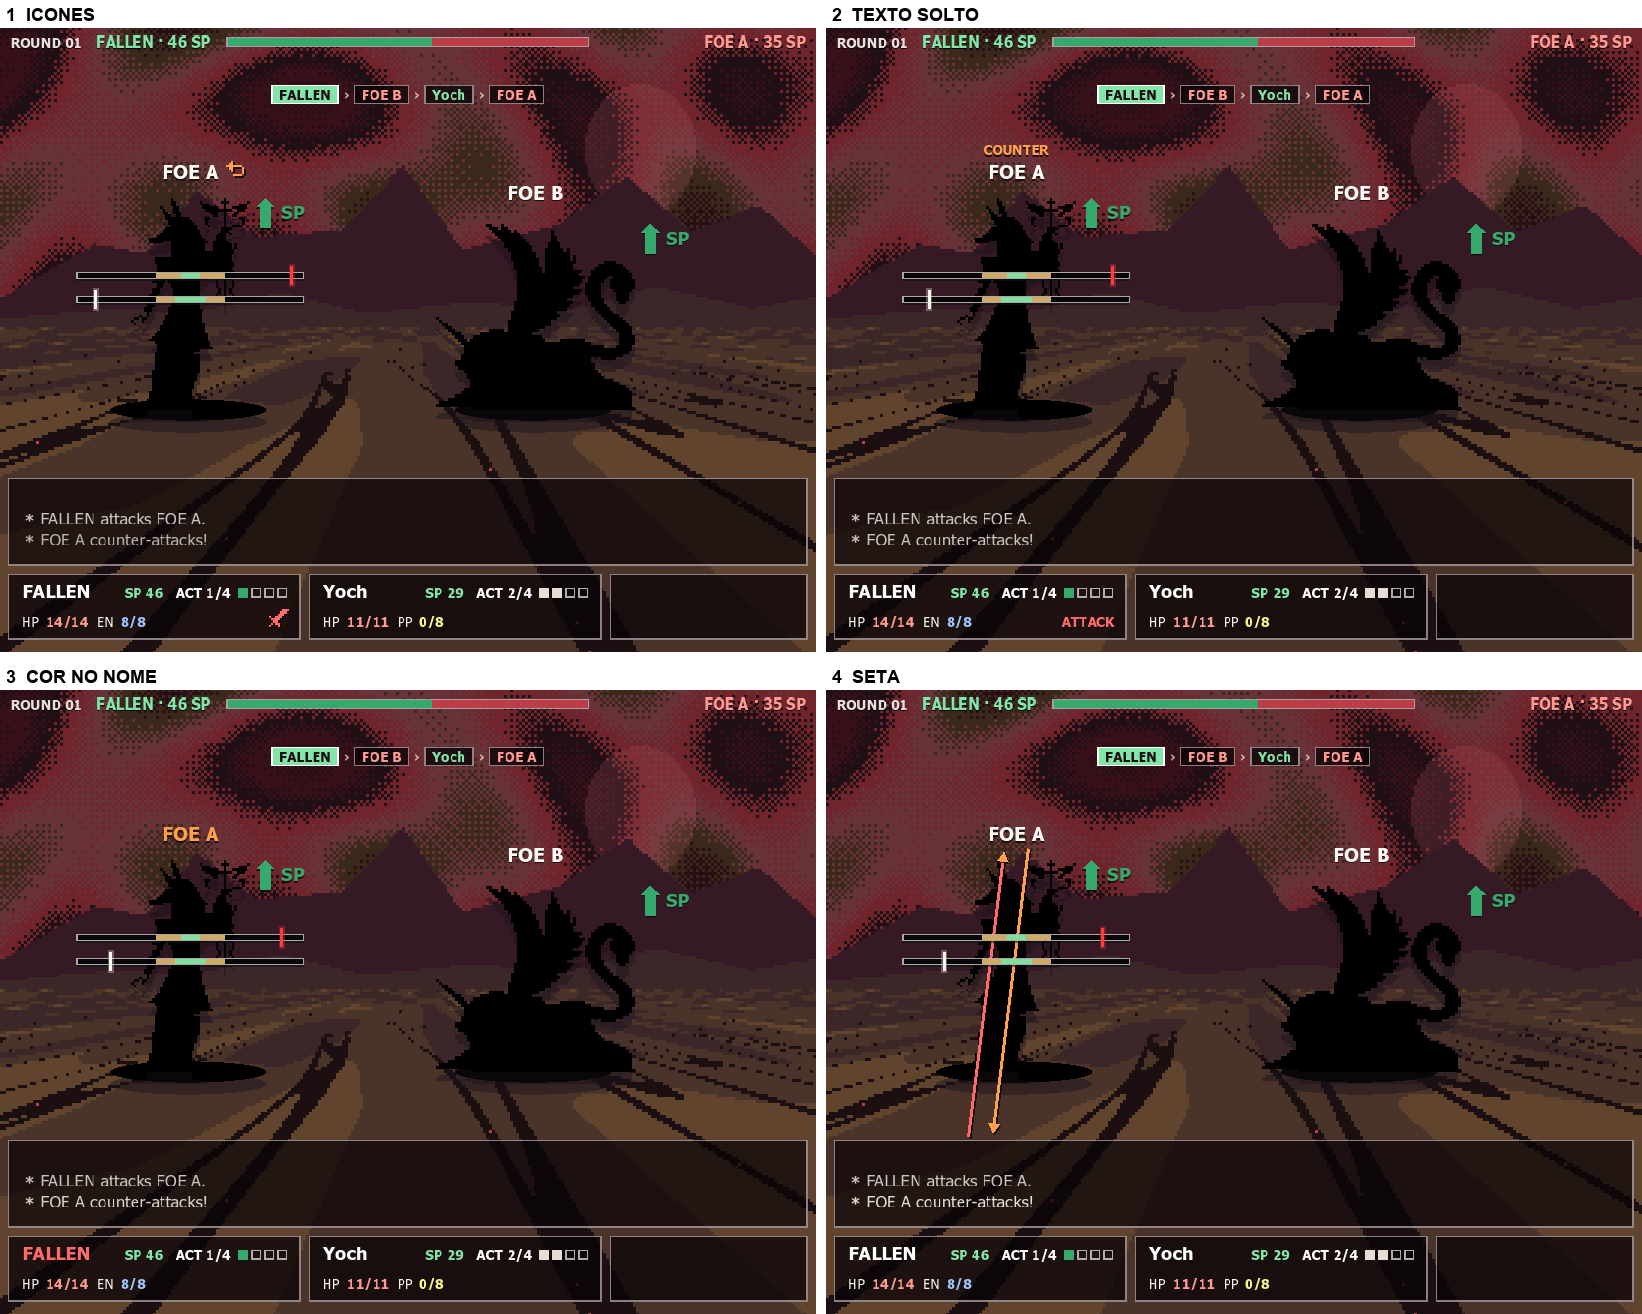 1 ICONES
ROUND 01 FALLEN · 46 SP FOE A · 35 SP
FALLEN › FOE B › Yoch › FOE A
FOE A
FOE B
SP
SP
* FALLEN attacks FOE A.
* FOE A counter-attacks!
FALLEN SP 46 ACT 1/4
HP 14/14 EN 8/8
Yoch SP 29 ACT 2/4
HP 11/11 PP 0/8
2 TEXTO SOLTO
ROUND 01 FALLEN · 46 SP FOE A · 35 SP
FALLEN › FOE B › Yoch › FOE A
COUNTER
FOE A
FOE B
SP
SP
* FALLEN attacks FOE A.
* FOE A counter-attacks!
FALLEN SP 46 ACT 1/4
HP 14/14 EN 8/8 ATTACK
Yoch SP 29 ACT 2/4
HP 11/11 PP 0/8
3 COR NO NOME
ROUND 01 FALLEN · 46 SP FOE A · 35 SP
FALLEN › FOE B › Yoch › FOE A
FOE A
FOE B
SP
SP
* FALLEN attacks FOE A.
* FOE A counter-attacks!
FALLEN SP 46 ACT 1/4
HP 14/14 EN 8/8
Yoch SP 29 ACT 2/4
HP 11/11 PP 0/8
4 SETA
ROUND 01 FALLEN · 46 SP FOE A · 35 SP
FALLEN › FOE B › Yoch › FOE A
FOE A
FOE B
SP
SP
* FALLEN attacks FOE A.
* FOE A counter-attacks!
FALLEN SP 46 ACT 1/4
HP 14/14 EN 8/8
Yoch SP 29 ACT 2/4
HP 11/11 PP 0/8